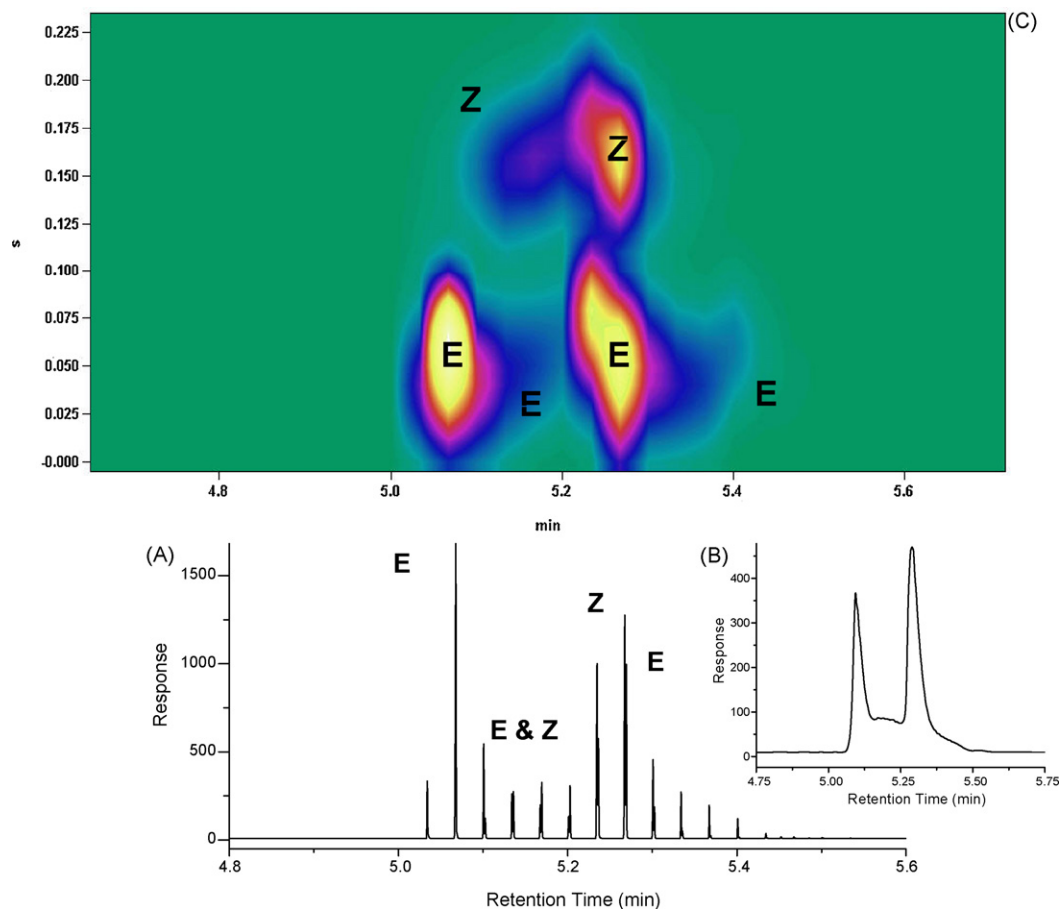 (C)
0.225
0.200
0.175
0.150
0.125
0.100
0.075
0.050
0.025
-0.000
s
Z
Z
E
E
E
E
4.8 5.0 5.2 5.4 5.6
min
(A)
1500
1000
500
0
Response
E
E & Z
Z
E
4.8 5.0 5.2 5.4 5.6
Retention Time (min)
(B)
400
300
200
100
0
Response
4.75 5.00 5.25 5.50 5.75
Retention Time (min)